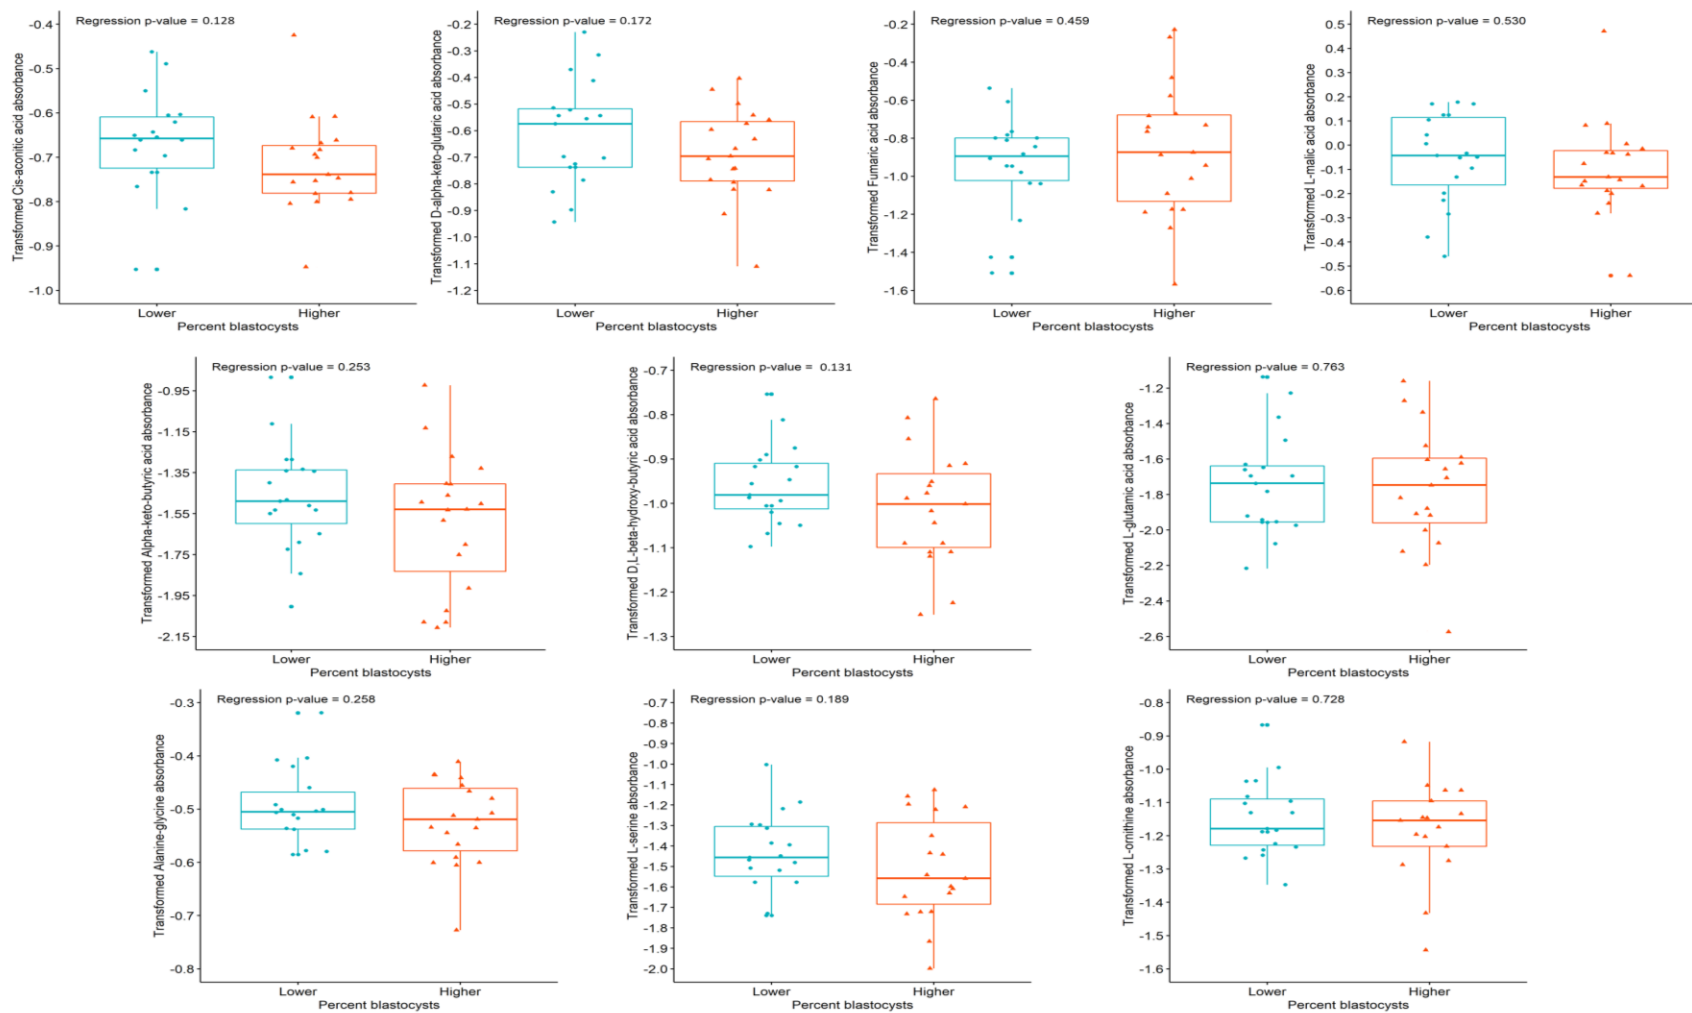 Regression p-value = 0.128
Transformed Cis-aconitic acid absorbance
-0.4
-0.5
-0.6
-0.7
-0.8
-0.9
-1.0
Lower
Higher
Percent blastocysts
Regression p-value = 0.172
Transformed D-alpha-keto-glutaric acid absorbance
-0.2
-0.3
-0.4
-0.5
-0.6
-0.7
-0.8
-0.9
-1.0
-1.1
-1.2
Lower
Higher
Percent blastocysts
Regression p-value = 0.459
Transformed Fumaric acid absorbance
-0.2
-0.4
-0.6
-0.8
-1.0
-1.2
-1.4
-1.6
Lower
Higher
Percent blastocysts
Regression p-value = 0.530
Transformed L-malic acid absorbance
0.5
0.4
0.3
0.2
0.1
-0.0
-0.1
-0.2
-0.3
-0.4
-0.5
-0.6
Lower
Higher
Percent blastocysts
Regression p-value = 0.253
Transformed Alpha-keto-butyric acid absorbance
-0.95
-1.15
-1.35
-1.55
-1.75
-1.95
-2.15
Lower
Higher
Percent blastocysts
Regression p-value =  0.131
Transformed D,L-beta-hydroxy-butyric acid absorbance
-0.7
-0.8
-0.9
-1.0
-1.1
-1.2
-1.3
Lower
Higher
Percent blastocysts
Regression p-value = 0.763
Transformed L-glutamic acid absorbance
-1.2
-1.4
-1.6
-1.8
-2.0
-2.2
-2.4
-2.6
Lower
Higher
Percent blastocysts
Regression p-value = 0.258
Transformed Alanine-glycine absorbance
-0.3
-0.4
-0.5
-0.6
-0.7
-0.8
Lower
Higher
Percent blastocysts
Regression p-value = 0.189
Transformed L-serine absorbance
-0.7
-0.8
-0.9
-1.0
-1.1
-1.2
-1.3
-1.4
-1.5
-1.6
-1.7
-1.8
-1.9
-2.0
Lower
Higher
Percent blastocysts
Regression p-value = 0.728
Transformed L-ornithine absorbance
-0.8
-0.9
-1.0
-1.1
-1.2
-1.3
-1.4
-1.5
-1.6
Lower
Higher
Percent blastocysts